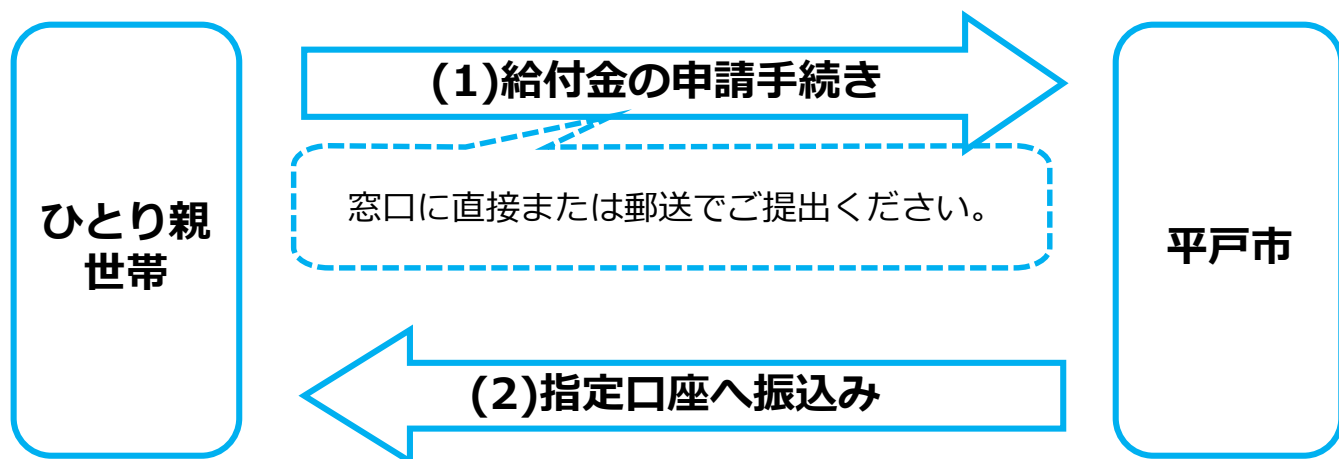 (1)給付金の申請手続き
窓口に直接または郵送でご提出ください。
ひとり親
世帯
平戸市
(2)指定口座へ振込み